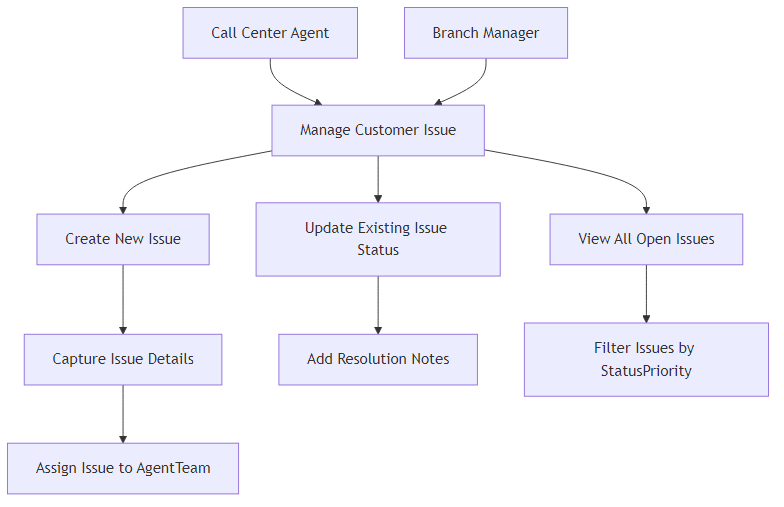 Call Center Agent
Branch Manager
Manage Customer Issue
Create New Issue
Update Existing Issue
Status
View All Open Issues
Capture Issue Details
Add Resolution Notes
Filter Issues by
StatusPriority
Assign Issue to AgentTeam